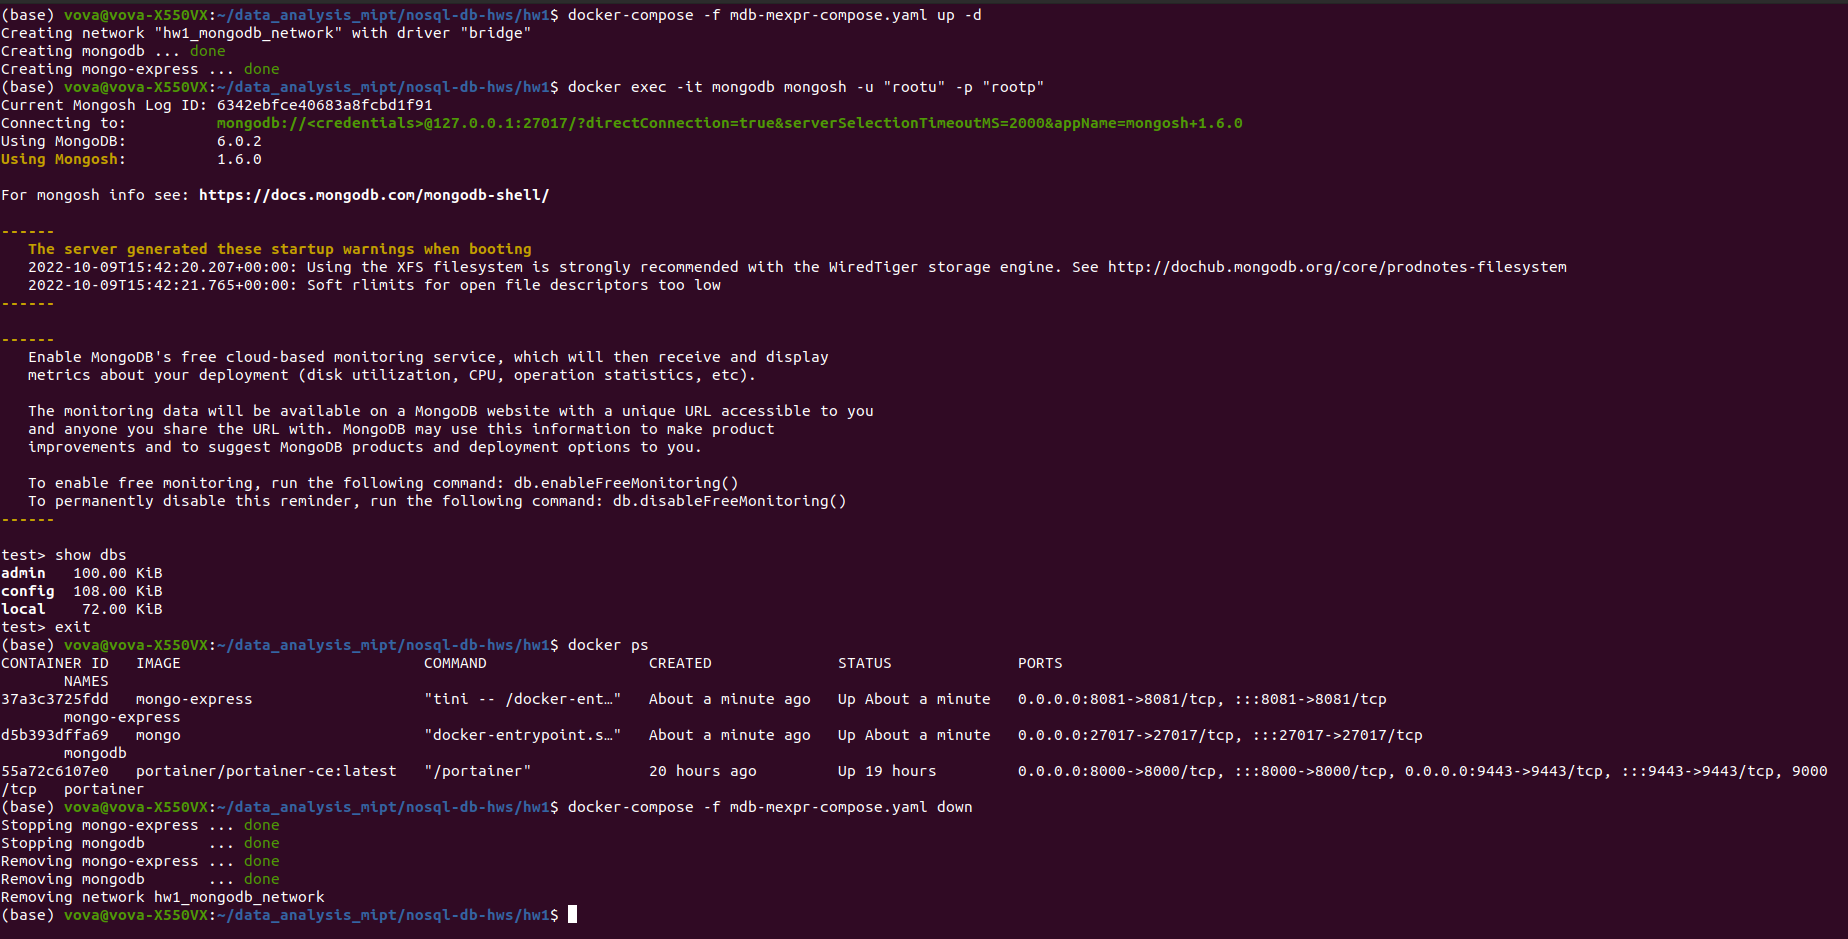 (base) vova@vova-X550VX:~/data_analysis_mipt/nosql-db-hws/hw1$ docker-compose -f mdb-mexpr-compose.yaml up -d
Creating network "hw1_mongodb_network" with driver "bridge"
Creating mongodb ... done
Creating mongo-express ... done
(base) vova@vova-X550VX:~/data_analysis_mipt/nosql-db-hws/hw1$ docker exec -it mongodb mongosh -u "rootu" -p "rootp"
Current Mongosh Log ID: 6342ebfce40683a8fcbd1f91
Connecting to:          mongodb://<credentials>@127.0.0.1:27017/?directConnection=true&serverSelectionTimeoutMS=2000&appName=mongosh+1.6.0
Using MongoDB:          6.0.2
Using Mongosh:          1.6.0
For mongosh info see: https://docs.mongodb.com/mongodb-shell/
------
   The server generated these startup warnings when booting
   2022-10-09T15:42:20.207+00:00: Using the XFS filesystem is strongly recommended with the WiredTiger storage engine. See http://dochub.mongodb.org/core/prodnotes-filesystem
   2022-10-09T15:42:21.765+00:00: Soft rlimits for open file descriptors too low
------
------
   Enable MongoDB's free cloud-based monitoring service, which will then receive and display
   metrics about your deployment (disk utilization, CPU, operation statistics, etc).
   The monitoring data will be available on a MongoDB website with a unique URL accessible to you
   and anyone you share the URL with. MongoDB may use this information to make product
   improvements and to suggest MongoDB products and deployment options to you.
   To enable free monitoring, run the following command: db.enableFreeMonitoring()
   To permanently disable this reminder, run the following command: db.disableFreeMonitoring()
------
test> show dbs
admin   100.00 KiB
config  108.00 KiB
local    72.00 KiB
test> exit
(base) vova@vova-X550VX:~/data_analysis_mipt/nosql-db-hws/hw1$ docker ps
CONTAINER ID   IMAGE                           COMMAND                  CREATED              STATUS              PORTS
       NAMES
37a3c3725fdd   mongo-express                   "tini -- /docker-ent…"   About a minute ago   Up About a minute   0.0.0.0:8081->8081/tcp, :::8081->8081/tcp
       mongo-express
d5b393dffa69   mongo                           "docker-entrypoint.s…"   About a minute ago   Up About a minute   0.0.0.0:27017->27017/tcp, :::27017->27017/tcp
       mongodb
55a72c6107e0   portainer/portainer-ce:latest   "/portainer"             20 hours ago         Up 19 hours         0.0.0.0:8000->8000/tcp, :::8000->8000/tcp, 0.0.0.0:9443->9443/tcp, :::9443->9443/tcp, 9000
/tcp   portainer
(base) vova@vova-X550VX:~/data_analysis_mipt/nosql-db-hws/hw1$ docker-compose -f mdb-mexpr-compose.yaml down
Stopping mongo-express ... done
Stopping mongodb       ... done
Removing mongo-express ... done
Removing mongodb       ... done
Removing network hw1_mongodb_network
(base) vova@vova-X550VX:~/data_analysis_mipt/nosql-db-hws/hw1$